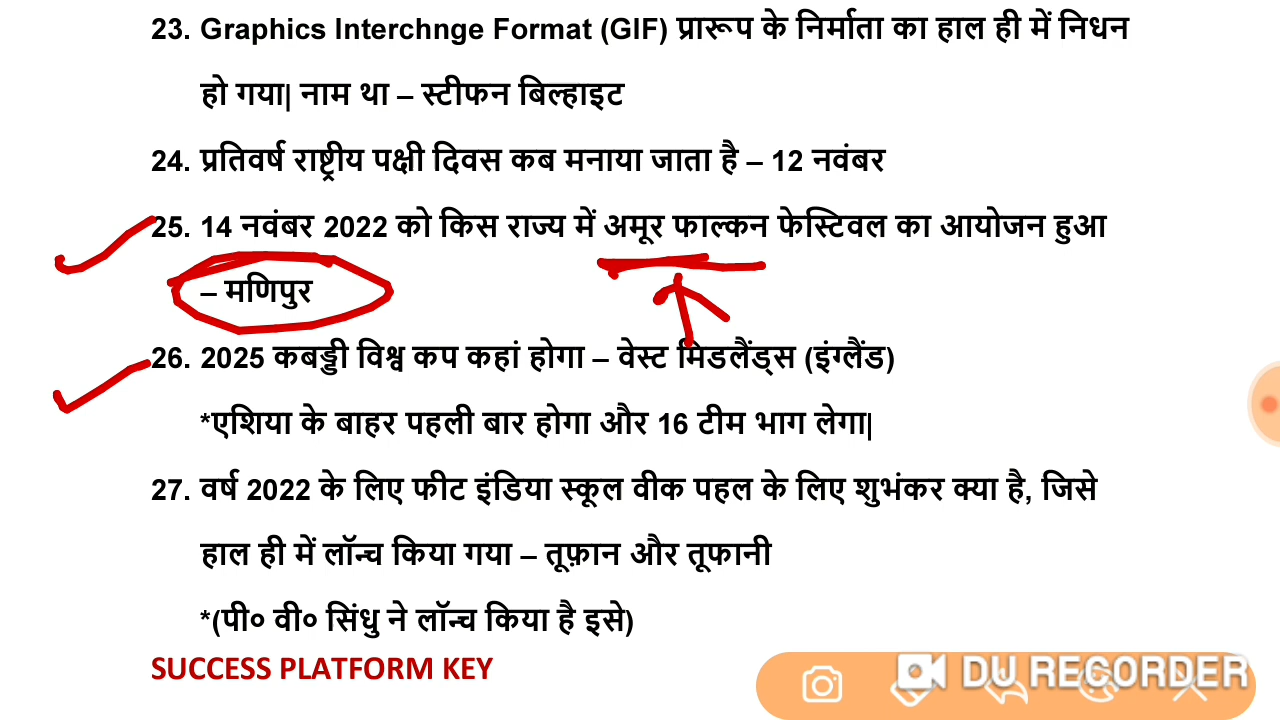 23. Graphics Interchnge Format (GIF) प्रारूप के निर्माता का हाल ही में निधन
हो गया| नाम था – स्टीफन बिल्हाइट
24. प्रतिवर्ष राष्ट्रीय पक्षी दिवस कब मनाया जाता है – 12 नवंबर
25. 14 नवंबर 2022 को किस राज्य में अमूर फाल्कन फेस्टिवल का आयोजन हुआ
– मणिपुर
26. 2025 कबड्डी विश्व कप कहां होगा – वेस्ट मिडलैंड्स (इंग्लैंड)
*एशिया के बाहर पहली बार होगा और 16 टीम भाग लेगा|
27. वर्ष 2022 के लिए फीट इंडिया स्कूल वीक पहल के लिए शुभंकर क्या है, जिसे
हाल ही में लॉन्च किया गया – तूफ़ान और तूफानी
*(पी० वी० सिंधु ने लॉन्च किया है इसे)
SUCCESS PLATFORM KEY
DU RECORDER